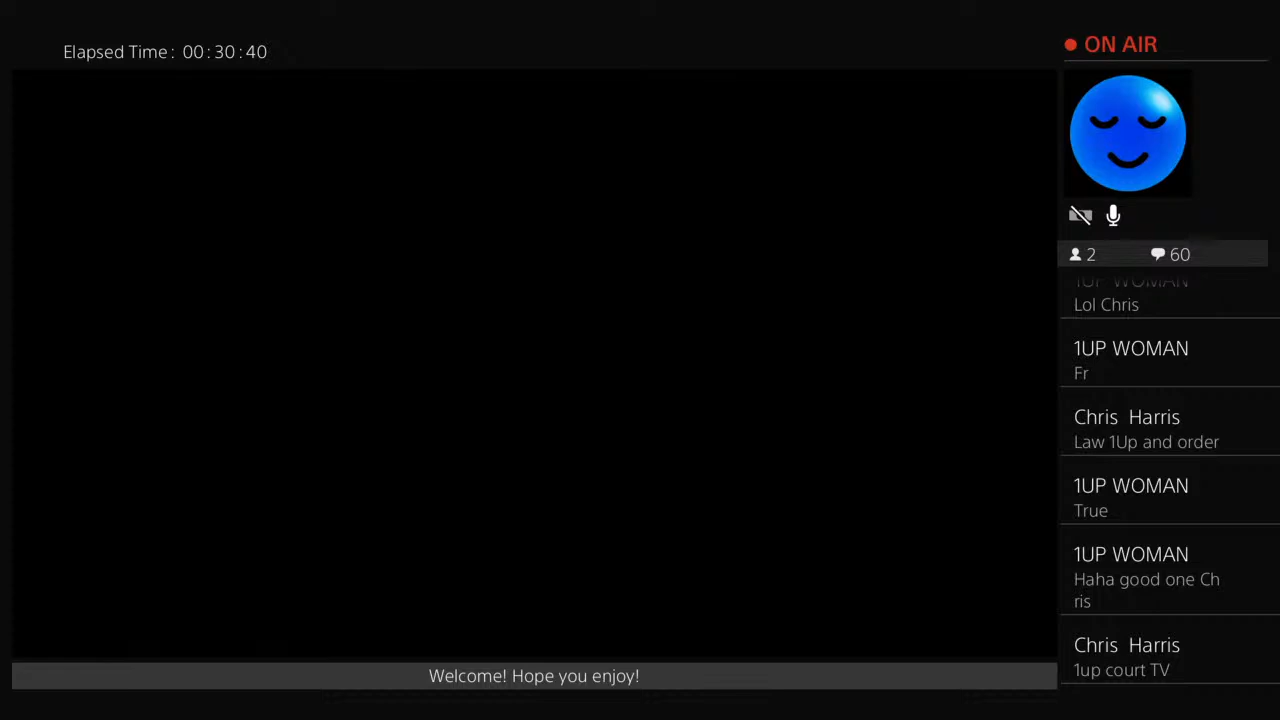 Elapsed Time: 00:30:40
ON AIR
2 60
1UP WOMAN
Lol Chris
1UP WOMAN
Fr
Chris Harris
Law 1Up and order
1UP WOMAN
True
1UP WOMAN
Haha good one Ch
ris
Chris Harris
1up court TV
Welcome! Hope you enjoy!